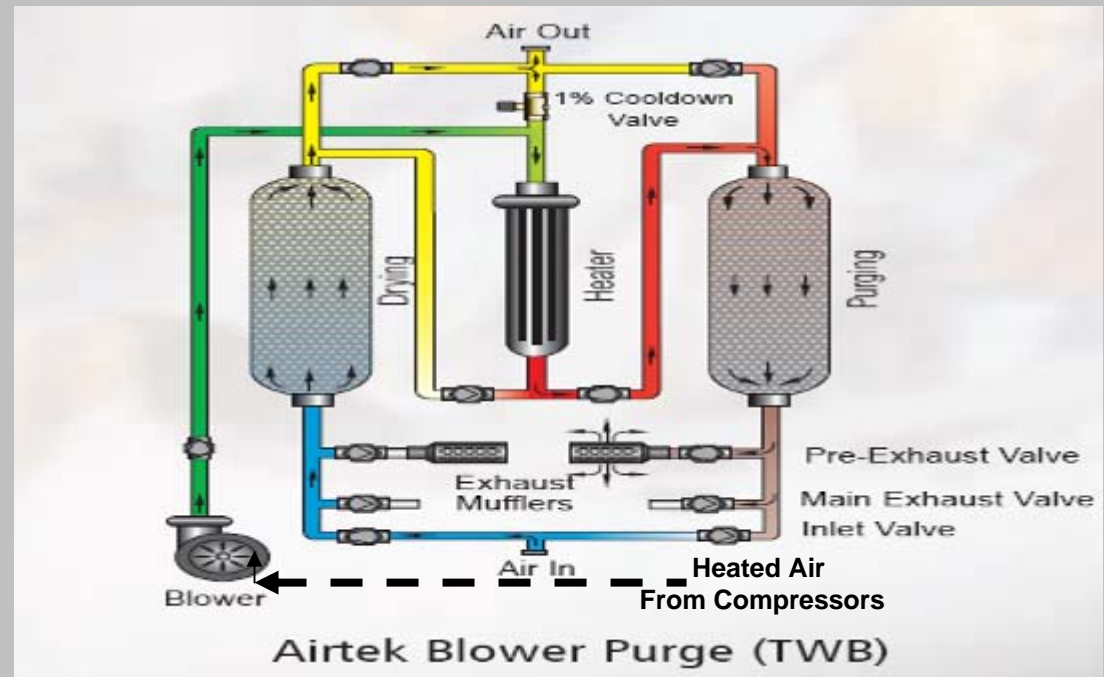 Air Out
1% Cooldown
Valve
Drying
Heater
Purging
Pre-Exhaust Valve
Exhaust
Mufflers
Main Exhaust Valve
Inlet Valve
Air In
Heated Air
From Compressors
Blower
Airtek Blower Purge (TWB)